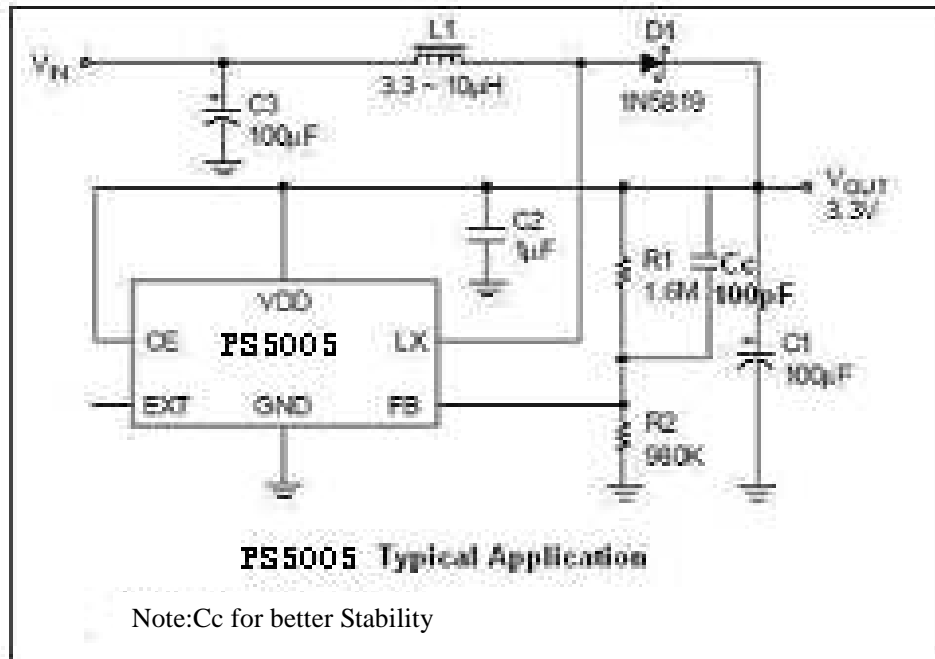 L1
D1
VIN
3.3 ~ 10µH
1N5819
C3
100µF
VOUT
3.3V
C2
1µF
R1
1.6M
Cc
100pF
VDD
CE
PS5005
LX
C1
100µF
EXT
GND
FB
R2
960K
PS5005 Typical Application
Note:Cc for better Stability